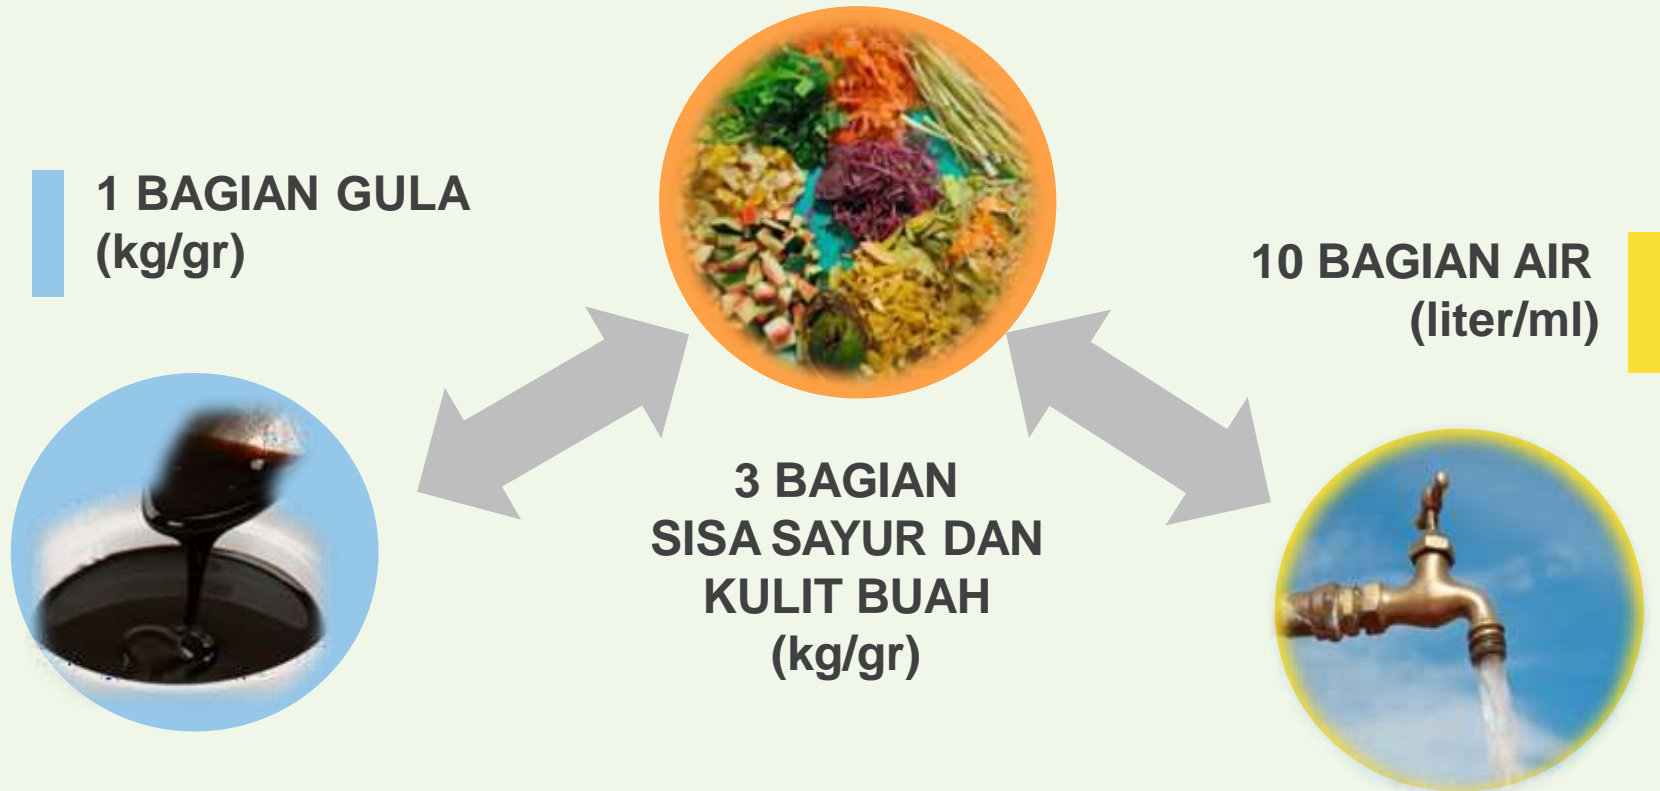 1 BAGIAN GULA
(kg/gr)
10 BAGIAN AIR
(liter/ml)
3 BAGIAN
SISA SAYUR DAN
KULIT BUAH
(kg/gr)